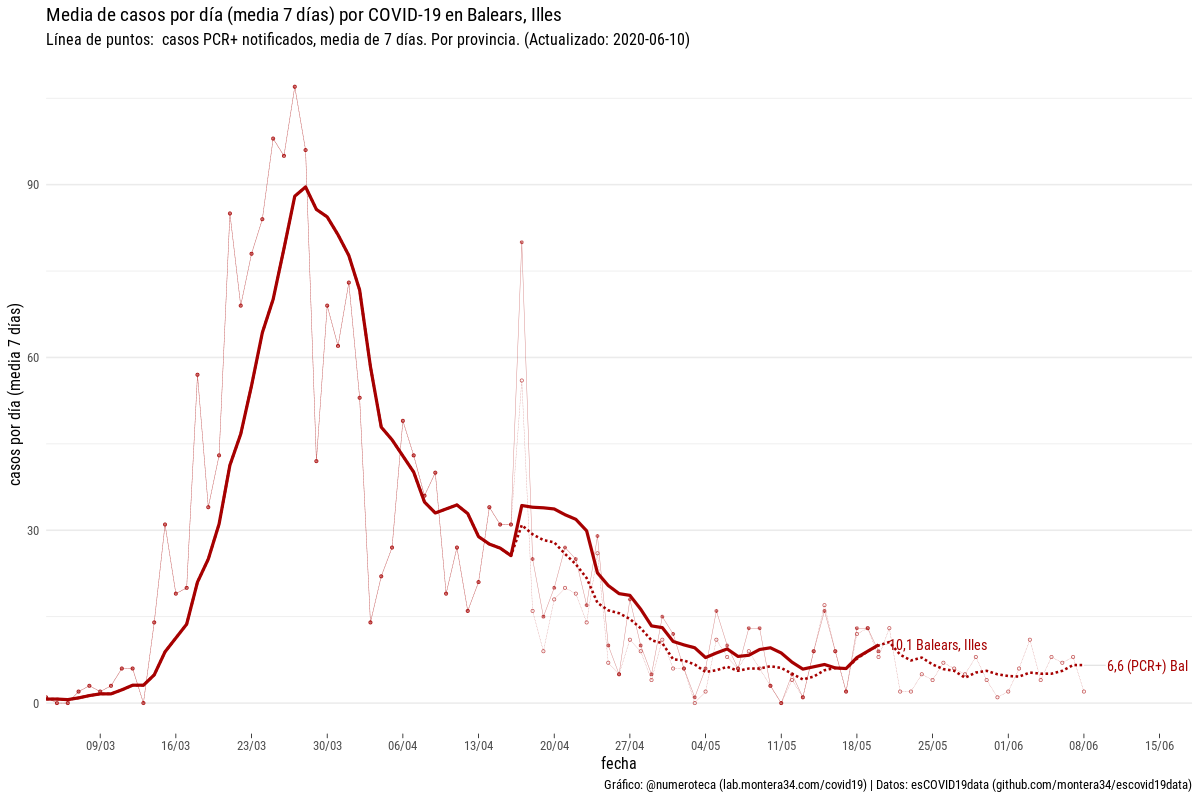 Media de casos por día (media 7 días) por COVID-19 en Balears, Illes
Línea de puntos:  casos PCR+ notificados, media de 7 días. Por provincia. (Actualizado: 2020-06-10)
casos por día (media 7 días)
90
60
30
0
10,1 Balears, Illes
6,6 (PCR+) Bal
09/03 16/03 23/03 30/03 06/04 13/04 20/04 27/04 04/05 11/05 18/05 25/05 01/06 08/06 15/06
fecha
Gráfico: @numeroteca (lab.montera34.com/covid19) | Datos: esCOVID19data (github.com/montera34/escovid19data)